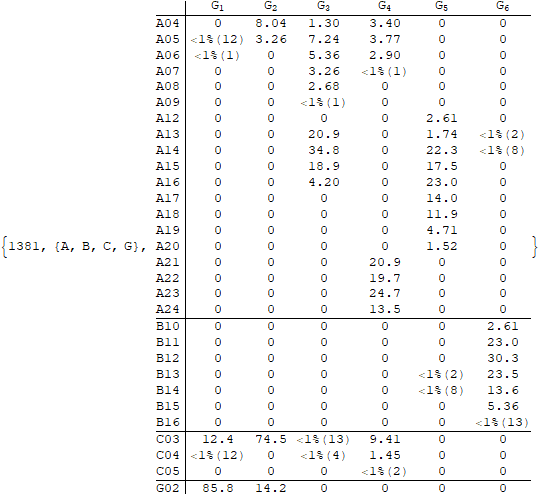 G₁ G₂ G₃ G₄ G₅ G₆
A04 0 8.04 1.30 3.40 0 0
A05 <1%(12) 3.26 7.24 3.77 0 0
A06 <1%(1) 0 5.36 2.90 0 0
A07 0 0 3.26 <1%(1) 0 0
A08 0 0 2.68 0 0 0
A09 0 0 <1%(1) 0 0 0
A12 0 0 0 0 2.61 0
A13 0 0 20.9 0 1.74 <1%(2)
A14 0 0 34.8 0 22.3 <1%(8)
A15 0 0 18.9 0 17.5 0
A16 0 0 4.20 0 23.0 0
A17 0 0 0 0 14.0 0
A18 0 0 0 0 11.9 0
A19 0 0 0 0 4.71 0
{1381, {A, B, C, G}, A20 0 0 0 0 1.52 0 }
A21 0 0 0 20.9 0 0
A22 0 0 0 19.7 0 0
A23 0 0 0 24.7 0 0
A24 0 0 0 13.5 0 0
B10 0 0 0 0 0 2.61
B11 0 0 0 0 0 23.0
B12 0 0 0 0 0 30.3
B13 0 0 0 0 <1%(2) 23.5
B14 0 0 0 0 <1%(8) 13.6
B15 0 0 0 0 0 5.36
B16 0 0 0 0 0 <1%(13)
C03 12.4 74.5 <1%(13) 9.41 0 0
C04 <1%(12) 0 <1%(4) 1.45 0 0
C05 0 0 0 <1%(2) 0 0
G02 85.8 14.2 0 0 0 0